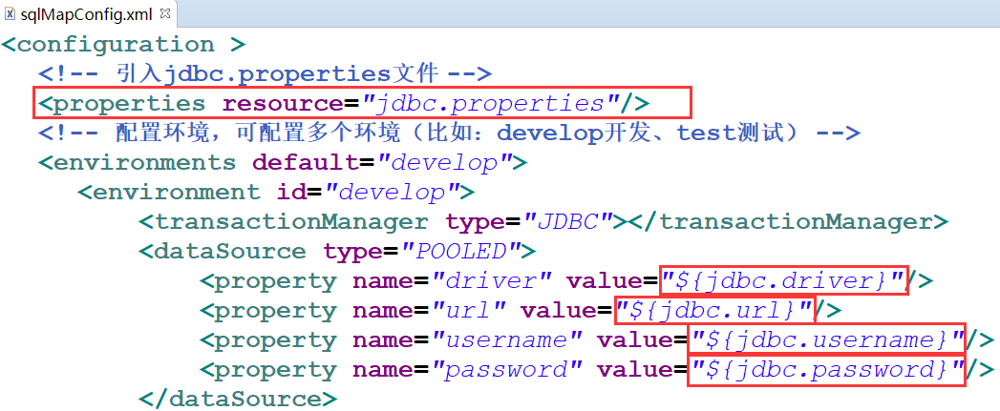 sqlMapConfig.xml
<configuration >
<!-- 引入jdbc.properties文件 -->
<properties resource="jdbc.properties"/>
<!-- 配置环境，可配置多个环境（比如：develop开发、test测试） -->
<environments default="develop">
<environment id="develop">
<transactionManager type="JDBC"></transactionManager>
<dataSource type="POOLED">
<property name="driver" value="${jdbc.driver}"/>
<property name="url" value="${jdbc.url}"/>
<property name="username" value="${jdbc.username}"/>
<property name="password" value="${jdbc.password}"/>
</dataSource>